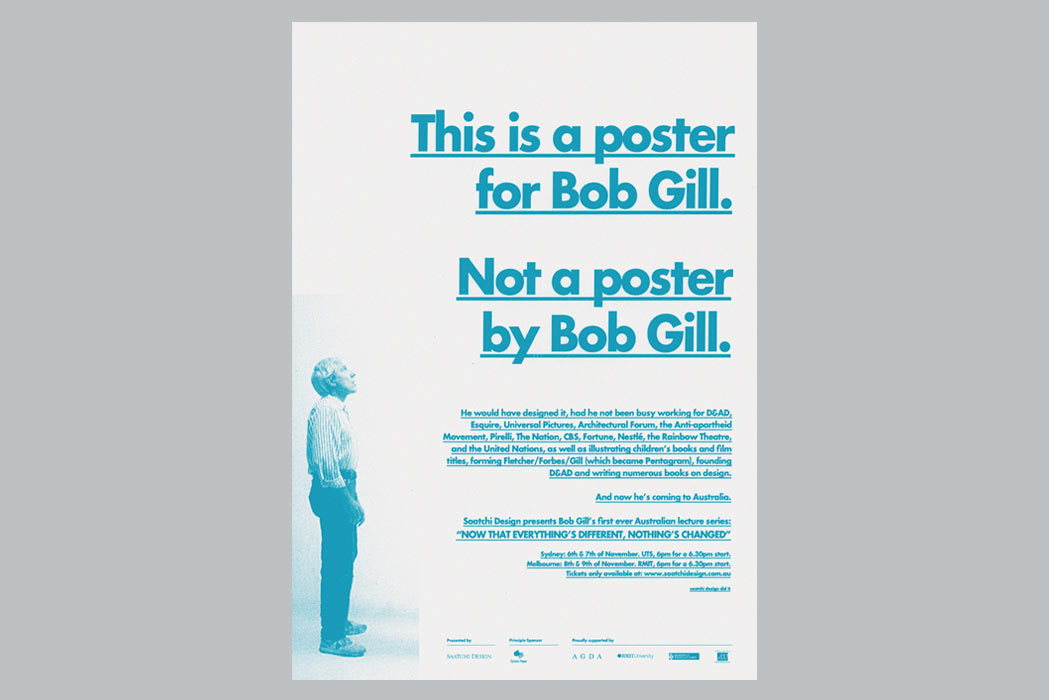 This is a poster
for Bob Gill.
Not a poster
by Bob Gill.
He would have designed it, had he not been busy working for D&AD,
Esquire, Universal Pictures, Architectural Forum, the Anti-apartheid
Movement, Pirelli, The Nation, CBS, Fortune, Nestlé, the Rainbow Theatre,
and the United Nations, as well as illustrating children's books and film
titles, forming Fletcher/Forbes/Gill (which became Pentagram), founding
D&AD and writing numerous books on design.
And now he's coming to Australia.
Saatchi Design presents Bob Gill's first ever Australian lecture series:
"NOW THAT EVERYTHING'S DIFFERENT, NOTHING'S CHANGED"
Sydney: 6th & 7th of November. UTS, 6pm for a 6.30pm start.
Melbourne: 8th & 9th of November. RMIT, 6pm for a 6.30pm start.
Tickets only available at: www.saatchidesign.com.au
saatchi design did it
Presented by Principle Sponsor Proudly supported by
SAATCHI DESIGN AGDA RMIT University